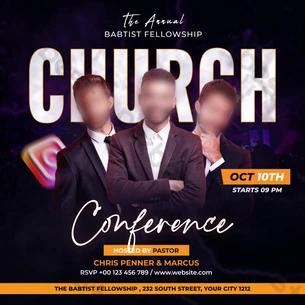 The Annual
BABTIST FELLOWSHIP
CHURCH
OCT 10TH
STARTS 09 PM
Conference
HOSTED BY PASTOR
CHRIS PENNER & MARCUS
RSVP +00 123 456 789 / www.website.com
THE BABTIST FELLOWSHIP , 232 SOUTH STREET, YOUR CITY 1212